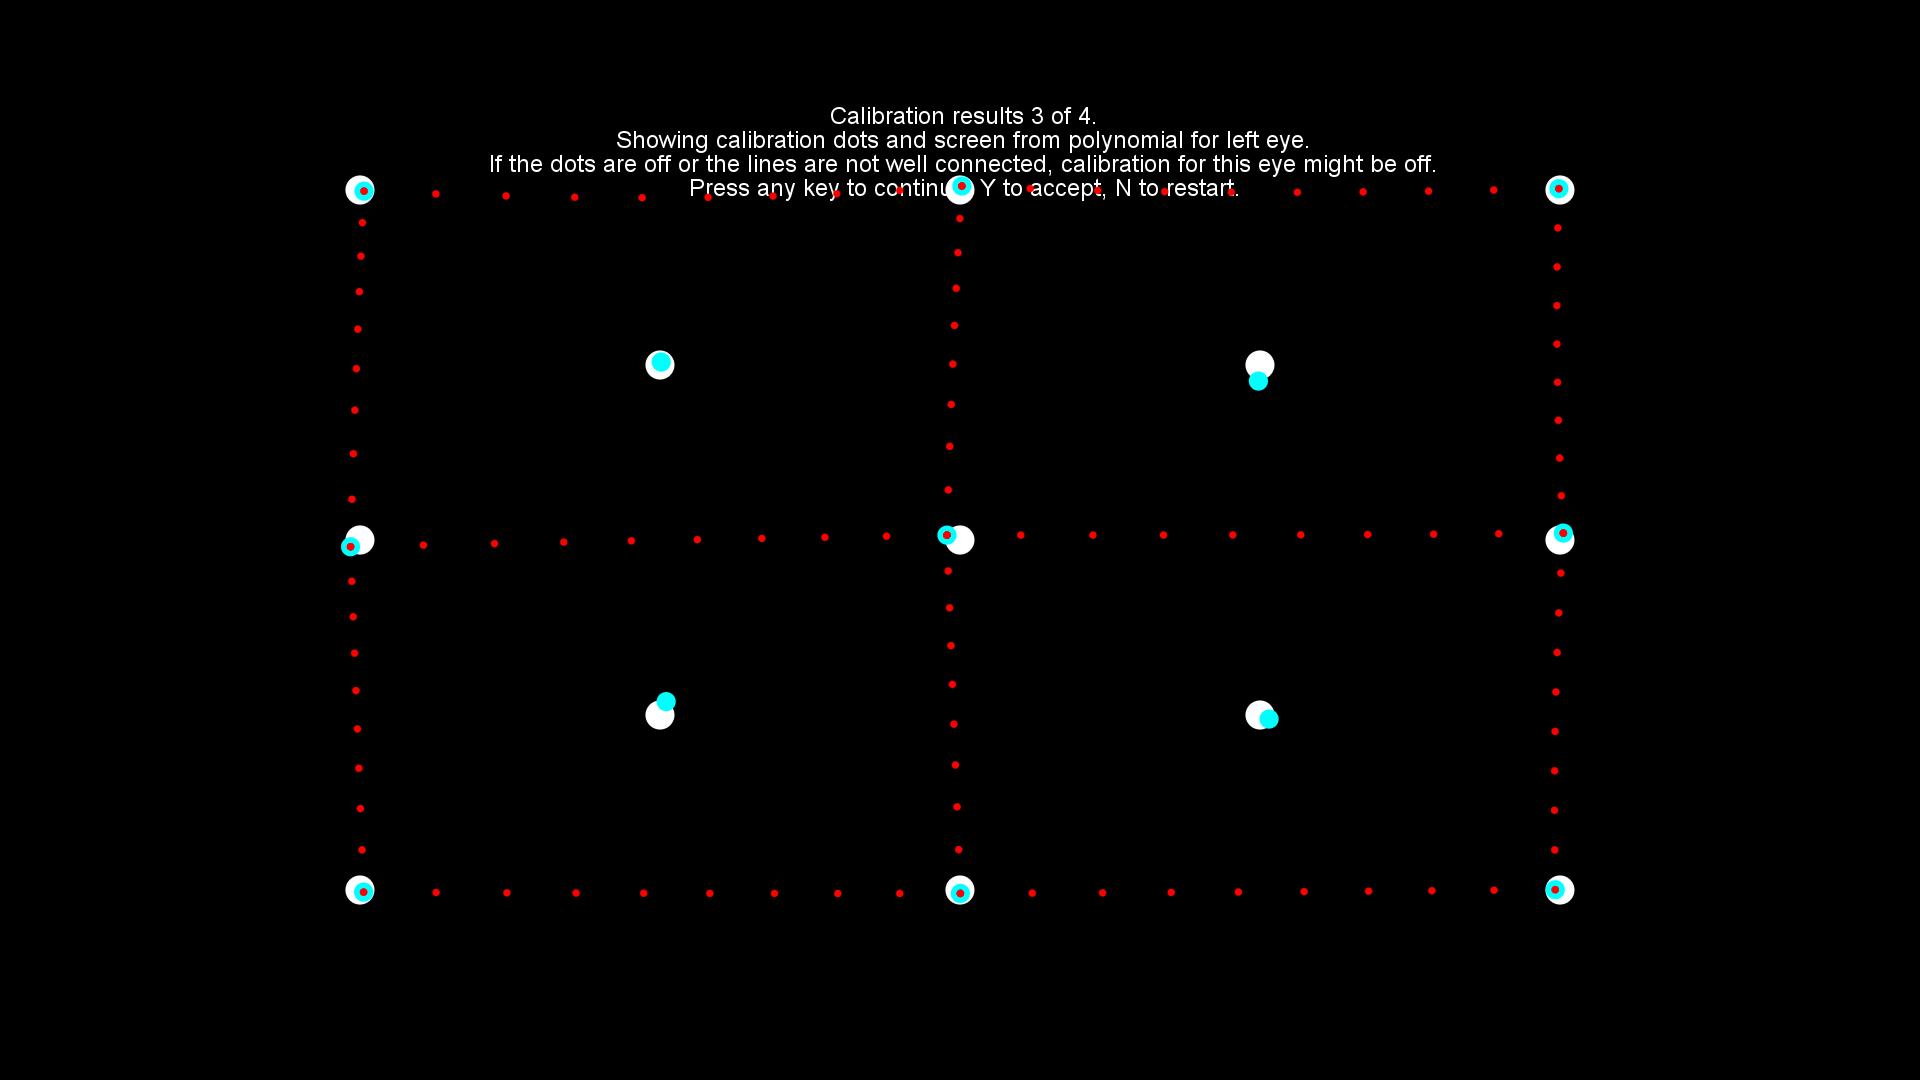 Calibration results 3 of 4.
Showing calibration dots and screen from polynomial for left eye.
If the dots are off or the lines are not well connected, calibration for this eye might be off.
Press any key to continue, Y to accept, N to restart.